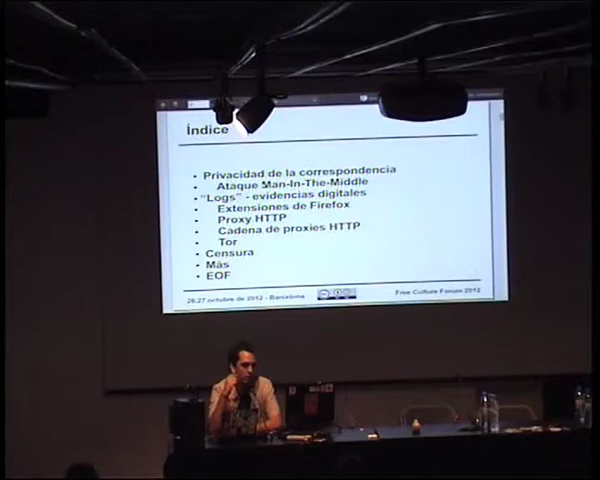 Índice
• Privacidad de la correspondencia
• Ataque Man-In-The-Middle
• "Logs" - evidencias digitales
• Extensiones de Firefox
• Proxy HTTP
• Cadena de proxies HTTP
• Tor
• Censura
• Más
• EOF
26,27 octubre de 2012 - Barcelona
Free Culture Forum 2012